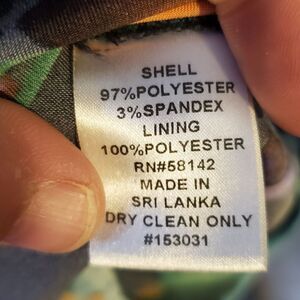 SHELL
97%POLYESTER
3%SPANDEX
LINING
100%POLYESTER
RN#58142
MADE IN
SRI LANKA
DRY CLEAN ONLY
#153031